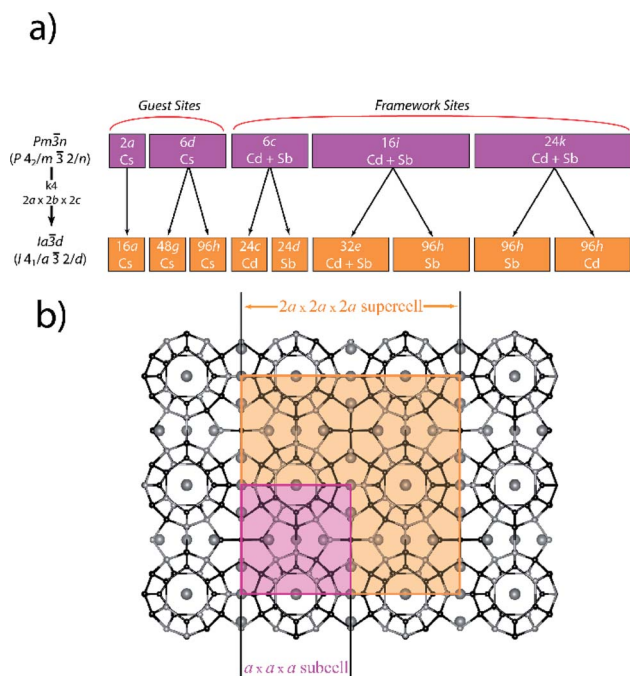 a)
Guest Sites Framework Sites
Pm3̅n 2a 6d 6c 16i 24k
(P 4₂/m 3̅ 2/n) Cs Cs Cd + Sb Cd + Sb Cd + Sb
k4
2a x 2b x 2c
Ia3̅d 16a 48g 96h 24c 24d 32e 96h 96h 96h
(I 4₁/a 3̅ 2/d) Cs Cs Cs Cd Sb Cd + Sb Sb Sb Cd
b)
2a x 2a x 2a supercell
a x a x a subcell